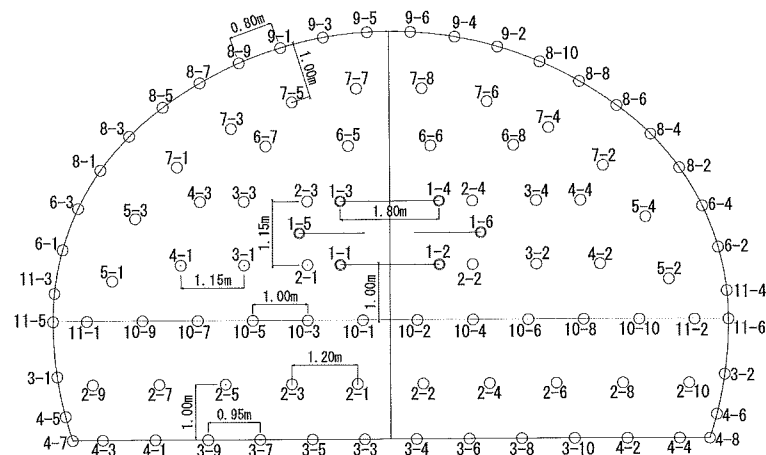 9-5 9-6
0.80m 9-3 9-4
9-1 9-2
8-9 1.00m 8-10
8-7 7-7 7-8 8-8
8-5 7-5 7-6 8-6
8-3 7-3 7-4 8-4
6-7 6-5 6-6 6-8
8-1 7-1 7-2 8-2
6-3 4-3 3-3 2-3 1-3 1-4 2-4 3-4 4-4 6-4
5-3 1.80m 5-4
1.15m 1-5 1-6
6-1 6-2
4-1 3-1 2-1 1-1 1-2 2-2 3-2 4-2
11-3 5-1 1.15m 1.00m 5-2 11-4
1.00m
11-5 11-1 10-9 10-7 10-5 10-3 10-1 10-2 10-4 10-6 10-8 10-10 11-2 11-6
1.20m
3-1 3-2
2-9 2-7 2-5 2-3 2-1 2-2 2-4 2-6 2-8 2-10
4-5 1.00m 0.95m 4-6
4-7 4-3 4-1 3-9 3-7 3-5 3-3 3-4 3-6 3-8 3-10 4-2 4-4 4-8